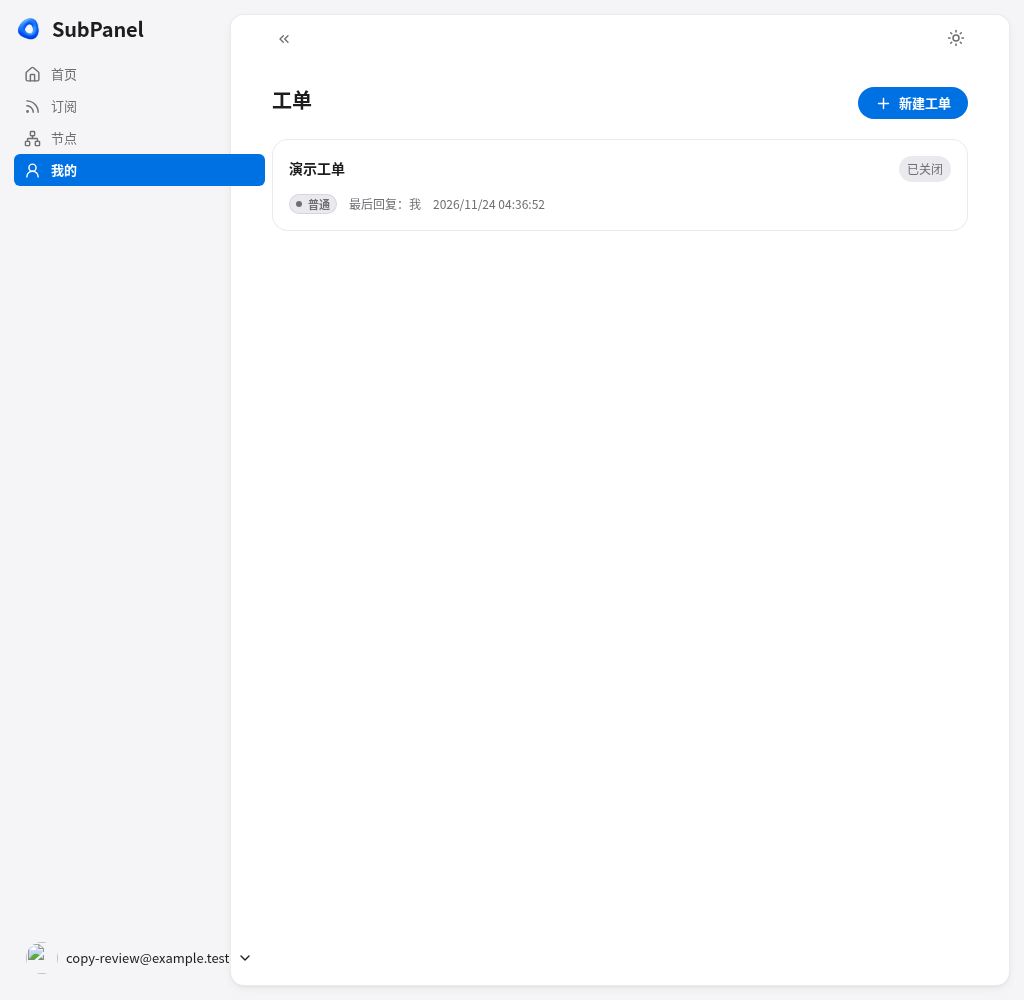 SubPanel
首页
订阅
节点
我的
工单
新建工单
演示工单
已关闭
普通 最后回复：我 2026/11/24 04:36:52
copy-review@example.test